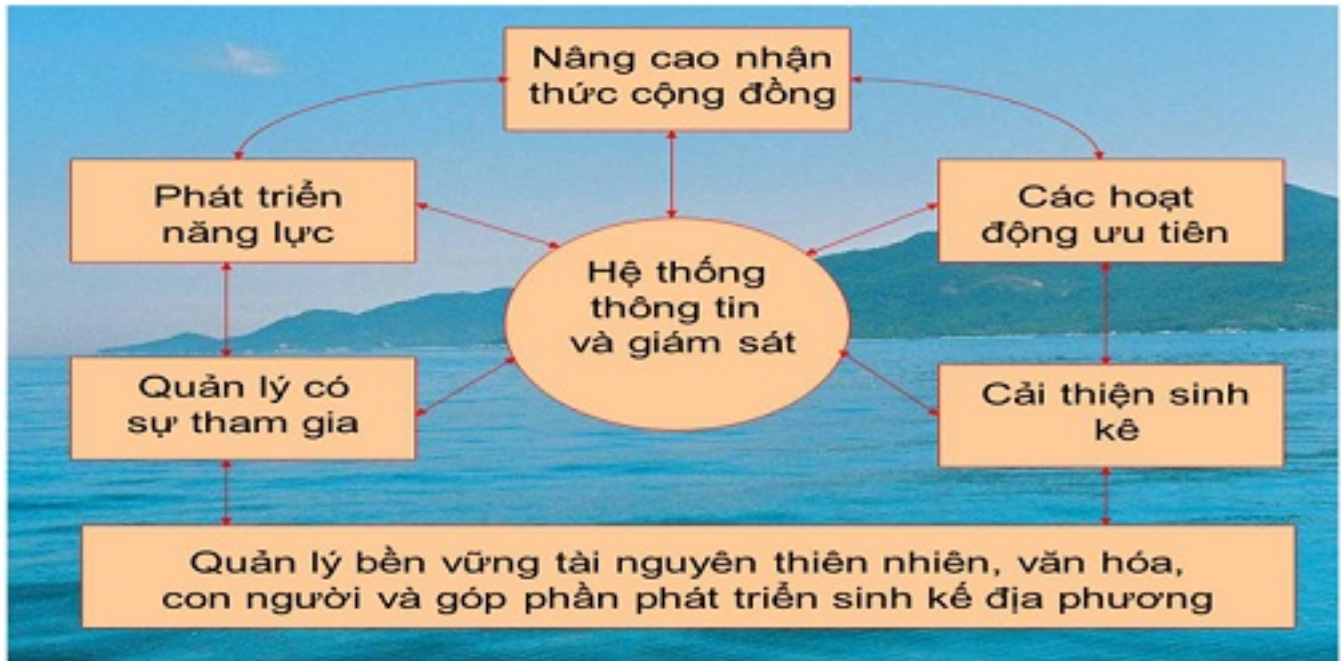 Nâng cao nhận
thức cộng đồng
Phát triển
năng lực
Các hoạt
động ưu tiên
Hệ thống
thông tin
và giám sát
Quản lý có
sự tham gia
Cải thiện sinh
kê
Quản lý bền vững tài nguyên thiên nhiên, văn hóa,
con người và góp phần phát triển sinh kế địa phương